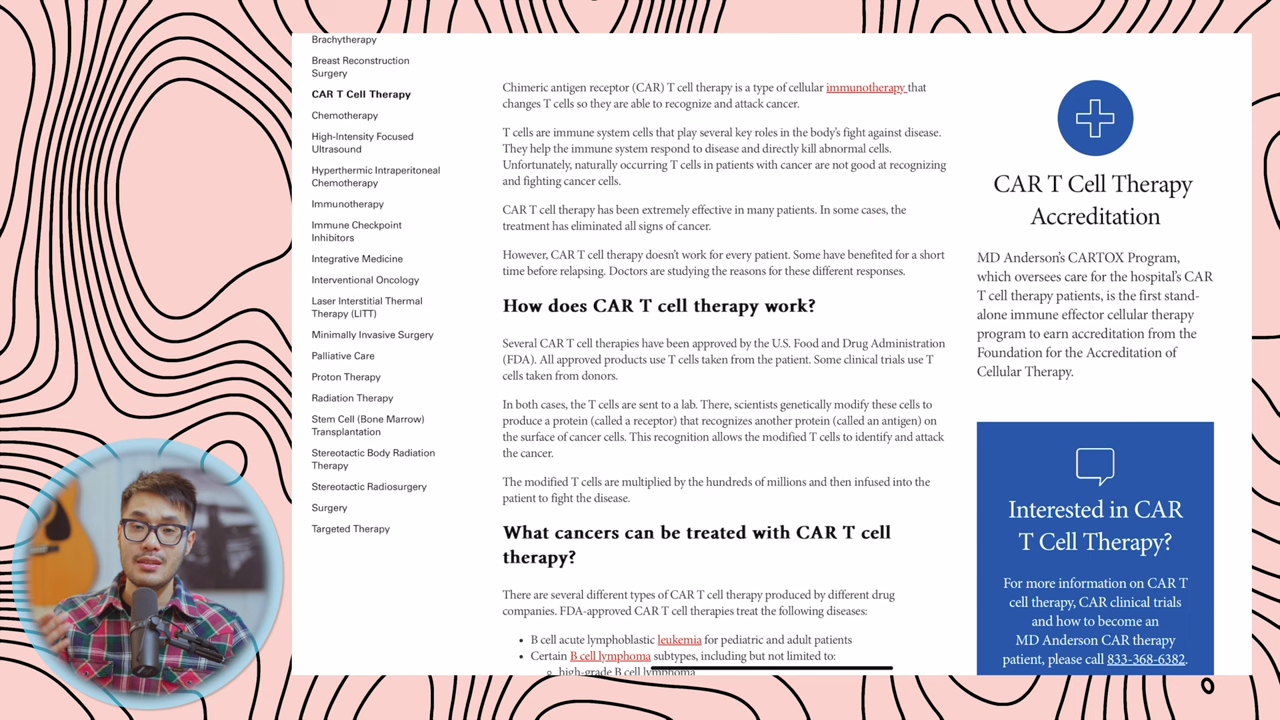 Brachytherapy
Breast Reconstruction
Surgery
CAR T Cell Therapy
Chemotherapy
High-Intensity Focused
Ultrasound
Hyperthermic Intraperitoneal
Chemotherapy
Immunotherapy
Immune Checkpoint
Inhibitors
Integrative Medicine
Interventional Oncology
Laser Interstitial Thermal
Therapy (LITT)
Minimally Invasive Surgery
Palliative Care
Proton Therapy
Radiation Therapy
Stem Cell (Bone Marrow)
Transplantation
Stereotactic Body Radiation
Therapy
Stereotactic Radiosurgery
Surgery
Targeted Therapy
Chimeric antigen receptor (CAR) T cell therapy is a type of cellular immunotherapy that
changes T cells so they are able to recognize and attack cancer.
T cells are immune system cells that play several key roles in the body's fight against disease.
They help the immune system respond to disease and directly kill abnormal cells.
Unfortunately, naturally occurring T cells in patients with cancer are not good at recognizing
and fighting cancer cells.
CAR T cell therapy has been extremely effective in many patients. In some cases, the
treatment has eliminated all signs of cancer.
However, CAR T cell therapy doesn't work for every patient. Some have benefited for a short
time before relapsing. Doctors are studying the reasons for these different responses.
How does CAR T cell therapy work?
Several CAR T cell therapies have been approved by the U.S. Food and Drug Administration
(FDA). All approved products use T cells taken from the patient. Some clinical trials use T
cells taken from donors.
In both cases, the T cells are sent to a lab. There, scientists genetically modify these cells to
produce a protein (called a receptor) that recognizes another protein (called an antigen) on
the surface of cancer cells. This recognition allows the modified T cells to identify and attack
the cancer.
The modified T cells are multiplied by the hundreds of millions and then infused into the
patient to fight the disease.
What cancers can be treated with CAR T cell
therapy?
There are several different types of CAR T cell therapy produced by different drug
companies. FDA-approved CAR T cell therapies treat the following diseases:
• B cell acute lymphoblastic leukemia for pediatric and adult patients
• Certain B cell lymphoma subtypes, including but not limited to:
high-grade B cell lymphoma
CAR T Cell Therapy
Accreditation
MD Anderson's CARTOX Program,
which oversees care for the hospital's CAR
T cell therapy patients, is the first stand-
alone immune effector cellular therapy
program to earn accreditation from the
Foundation for the Accreditation of
Cellular Therapy.
Interested in CAR
T Cell Therapy?
For more information on CAR T
cell therapy, CAR clinical trials
and how to become an
MD Anderson CAR therapy
patient, please call 833-368-6382.